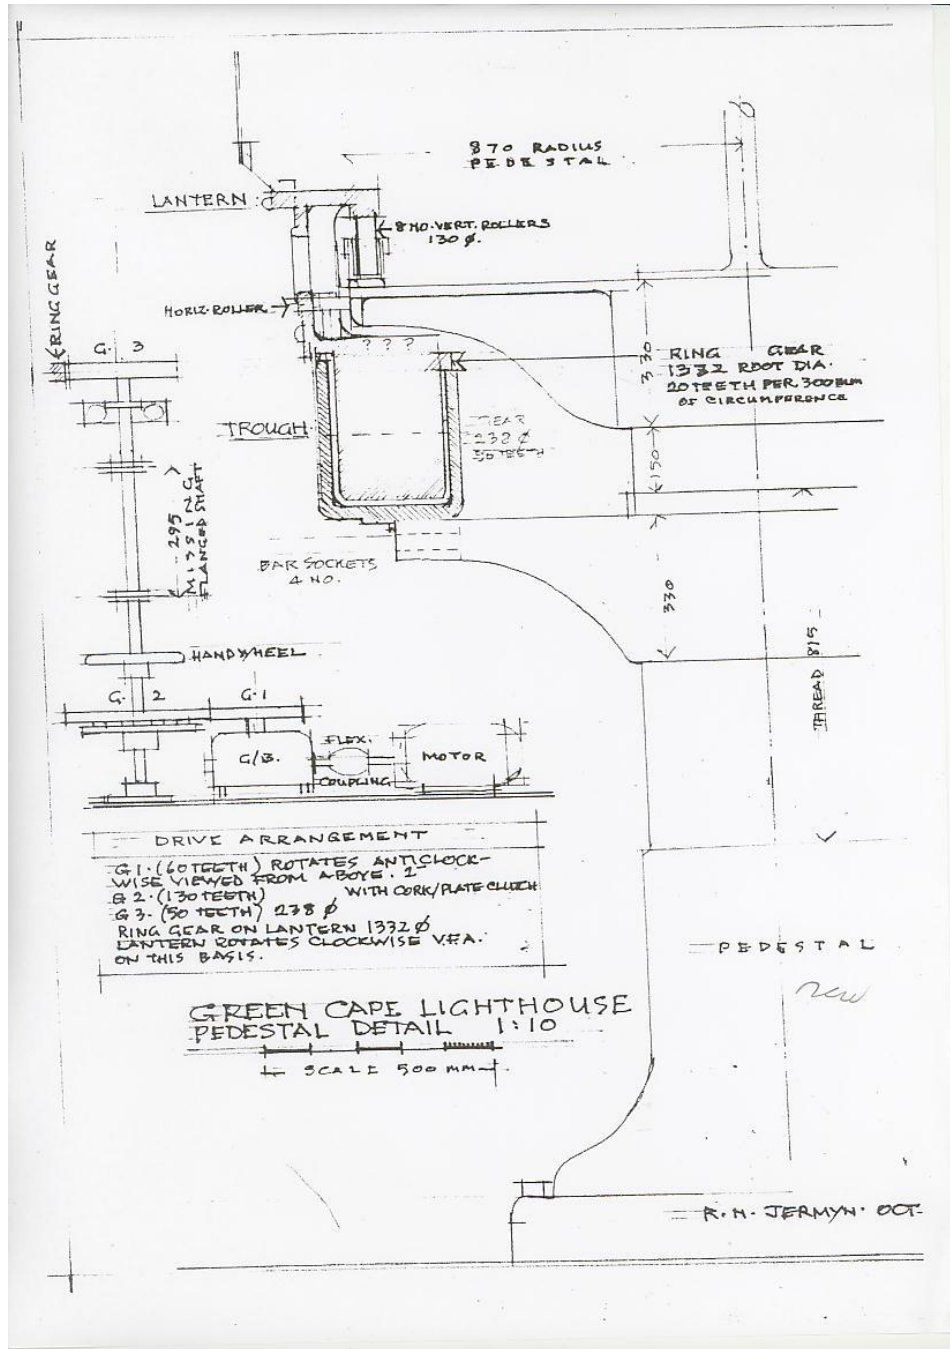 870 RADIUS
PEDESTAL
LANTERN
8 NO. VERT. ROLLERS
130 Ø.
RING GEAR
HORIZ. ROLLER
G. 3
? ? ?
RING GEAR
1332 ROOT DIA.
20 TEETH PER 300 MM
OF CIRCUMFERENCE
330
TROUGH
GEAR
238 Ø
50 TEETH
150
295
FLANGED SHAFT
BAR SOCKETS
4 NO.
330
THREAD 815
HANDWHEEL
G. 2
G. 1
G/B.
FLEX.
COUPLING
MOTOR
DRIVE ARRANGEMENT
G 1. (60 TEETH) ROTATES ANTICLOCK-
WISE VIEWED FROM ABOVE.
G 2. (130 TEETH) WITH CORK/PLATE CLUTCH
G 3. (50 TEETH) 238 Ø
RING GEAR ON LANTERN 1332 Ø
LANTERN ROTATES CLOCKWISE V.F.A.
ON THIS BASIS.
PEDESTAL
GREEN CAPE LIGHTHOUSE
PEDESTAL DETAIL 1:10
SCALE 500 MM
R. H. JERMYN. OCT.